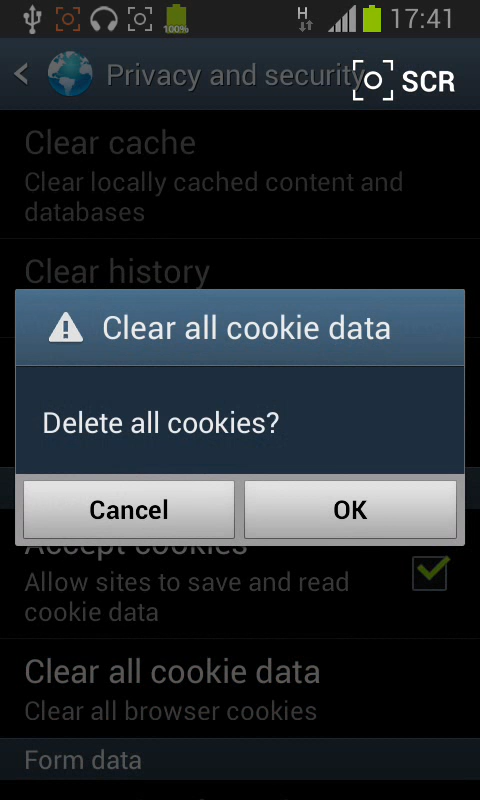 100%
H
17:41
Privacy and security
SCR
Clear cache
Clear locally cached content and
databases
Clear history
Clear all cookie data
Delete all cookies?
Cancel
OK
Accept cookies
Allow sites to save and read
cookie data
Clear all cookie data
Clear all browser cookies
Form data